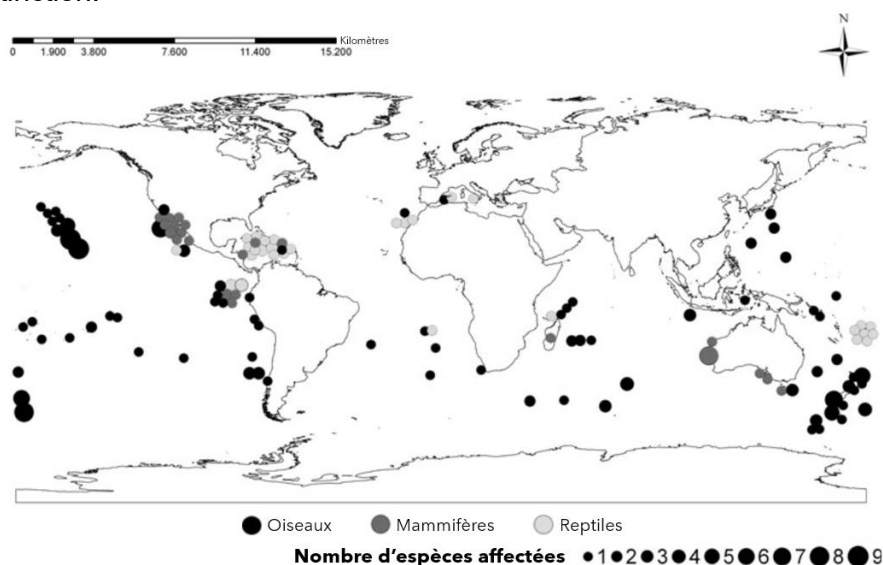 Kilomètres
0 1.900 3.800 7.600 11.400 15.200
N
Oiseaux Mammifères Reptiles
Nombre d'espèces affectées 1 2 3 4 5 6 7 8 9